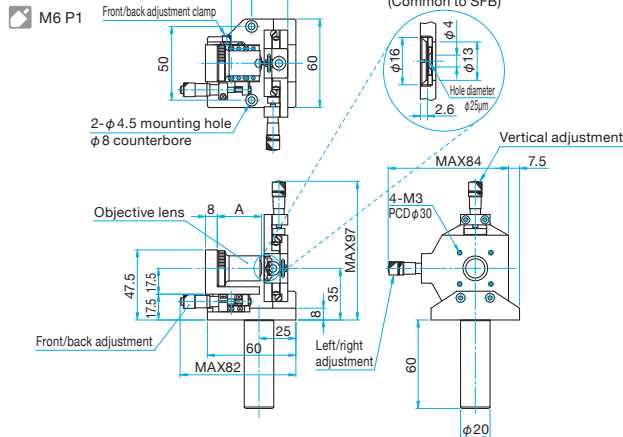 M6 P1
Front/back adjustment clamp
50
60
2-φ4.5 mounting hole
φ8 counterbore
(Common to SFB)
φ16
φ4
φ13
Hole diameter
φ25μm
2.6
Vertical adjustment
MAX84
7.5
4-M3
PCDφ30
Objective lens
8
A
MAX97
47.5
17.5
17.5
35
8
Front/back adjustment
25
60
MAX82
Left/right
adjustment
60
φ20